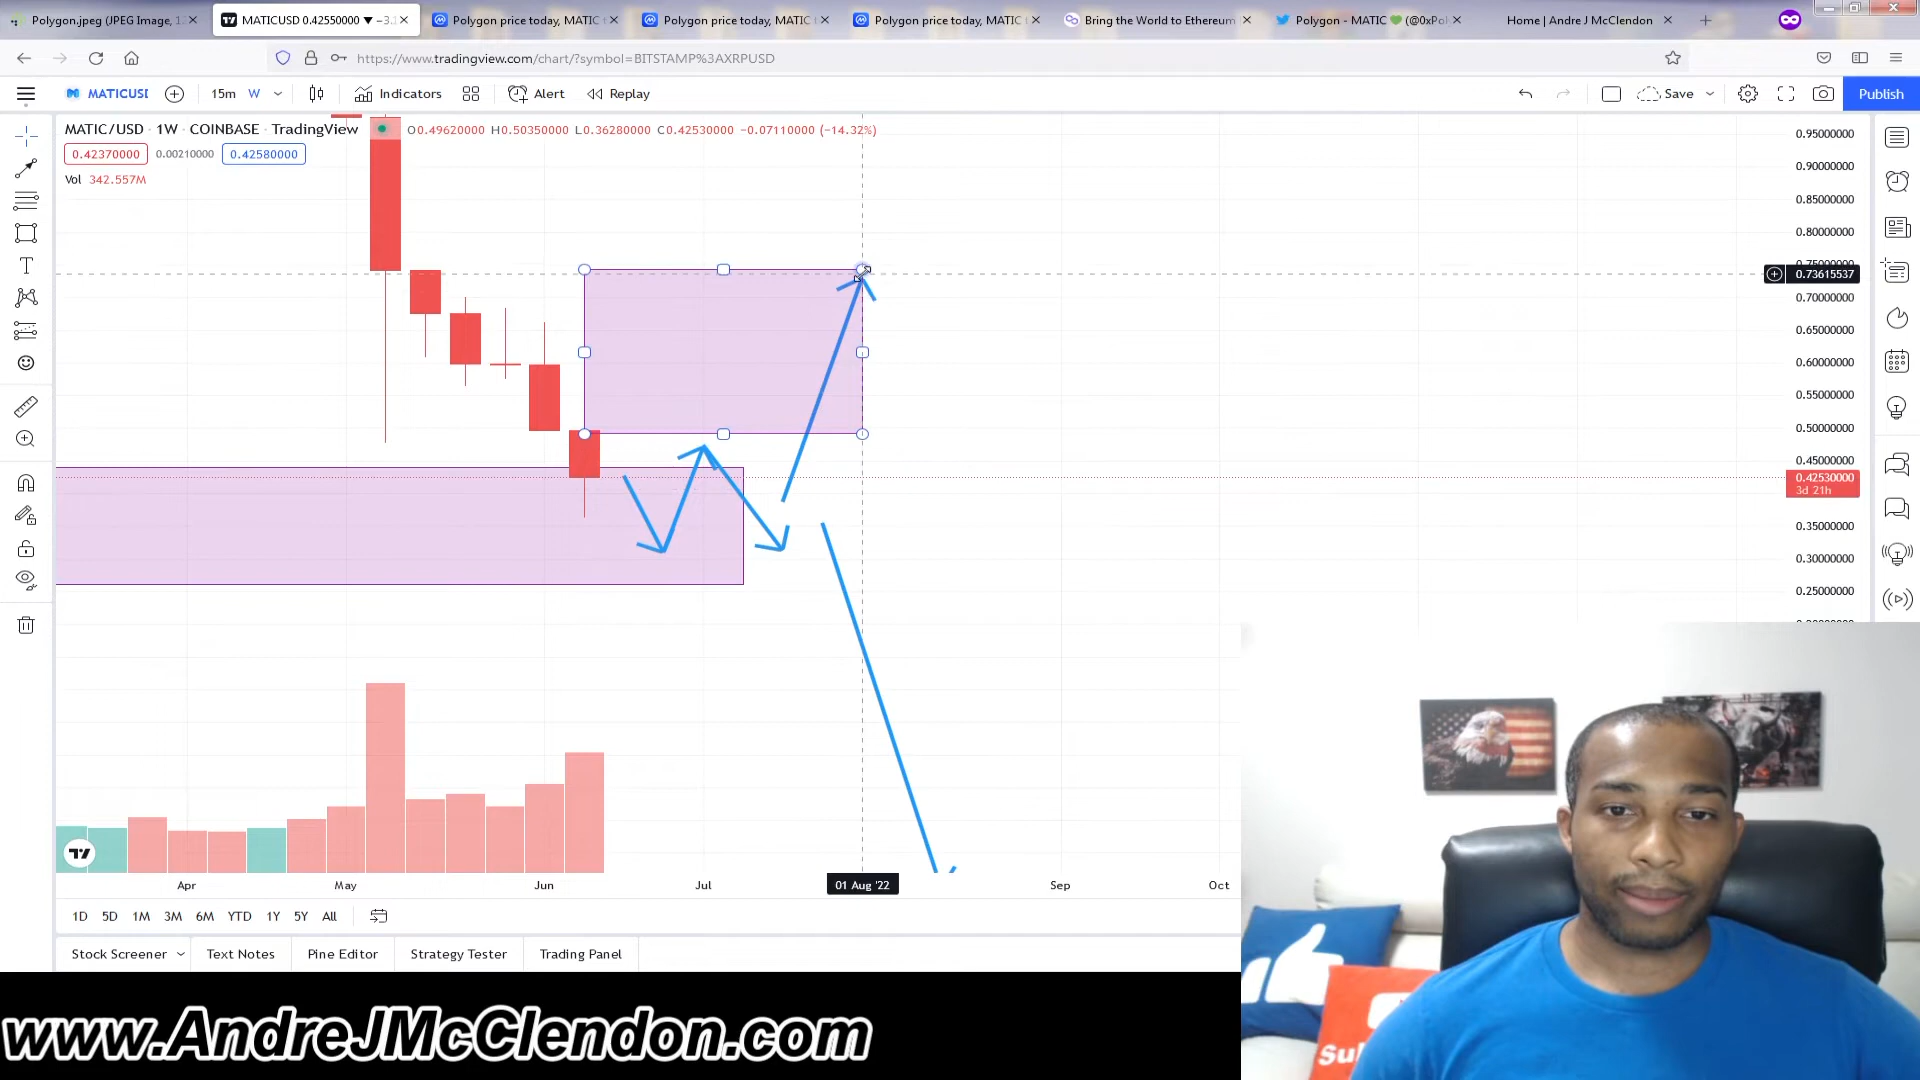 Polygon.jpeg (JPEG Image, 1
MATICUSD 0.42550000 ▼ −3.
Polygon price today, MATIC t
Polygon price today, MATIC t
Polygon price today, MATIC t
Bring the World to Ethereum
Polygon - MATIC 💚 (@0xPol
Home | Andre J McClendon
https://www.tradingview.com/chart/?symbol=BITSTAMP%3AXRPUSD
MATICUSD
15m
W
Indicators
Alert
Replay
Save
Publish
MATIC/USD · 1W · COINBASE · TradingView
O0.49620000 H0.50350000 L0.36280000 C0.42530000 −0.07110000 (−14.32%)
0.42370000
0.00210000
0.42580000
Vol 342.557M
0.95000000
0.90000000
0.85000000
0.80000000
0.73615537
0.70000000
0.65000000
0.60000000
0.55000000
0.50000000
0.45000000
0.42530000
3d 21h
0.35000000
0.30000000
0.25000000
Apr
May
Jun
Jul
01 Aug '22
Sep
Oct
1D
5D
1M
3M
6M
YTD
1Y
5Y
All
Stock Screener
Text Notes
Pine Editor
Strategy Tester
Trading Panel
www.AndreJMcClendon.com